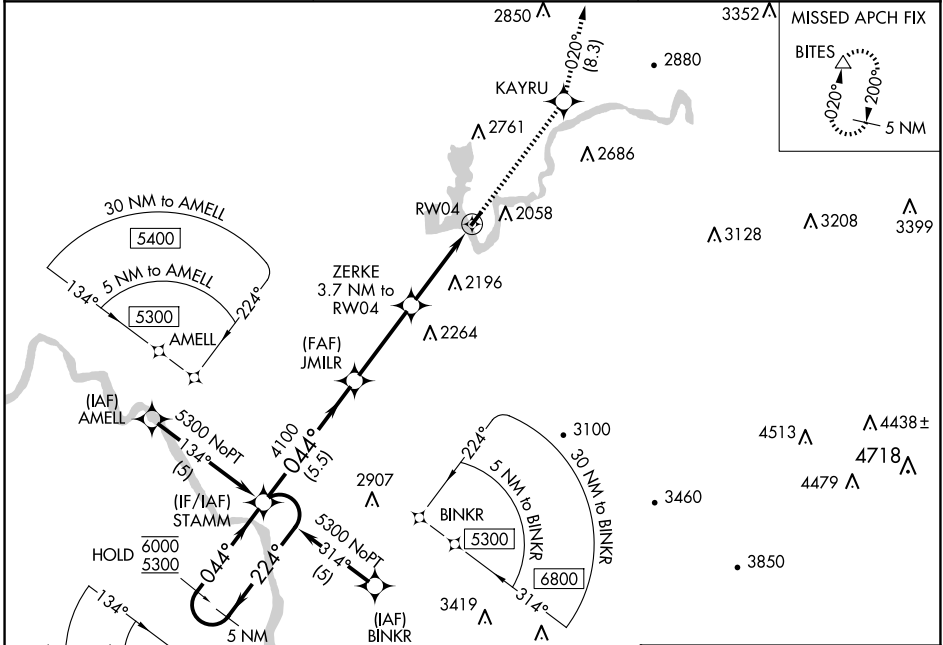 2850
3352
MISSED APCH FIX
BITES
020°
200°
5 NM
020°
(8.3)
2880
KAYRU
2761
2686
RW04
2058
3128
3208
3399
30 NM to AMELL
5400
5 NM to AMELL
134°
224°
5300
AMELL
ZERKE
3.7 NM to
RW04
2196
2264
(FAF)
JMILR
(IAF)
AMELL
5300 NoPT
134°
(5)
4100
044°
(5.5)
(IF/IAF)
STAMM
2907
HOLD
6000
5300
044°
224°
5 NM
5300 NoPT
314°
(5)
(IAF)
BINKR
224°
5 NM to BINKR
30 NM to BINKR
BINKR
5300
6800
314°
3100
3460
3850
4513
4438±
4718
4479
3419
134°